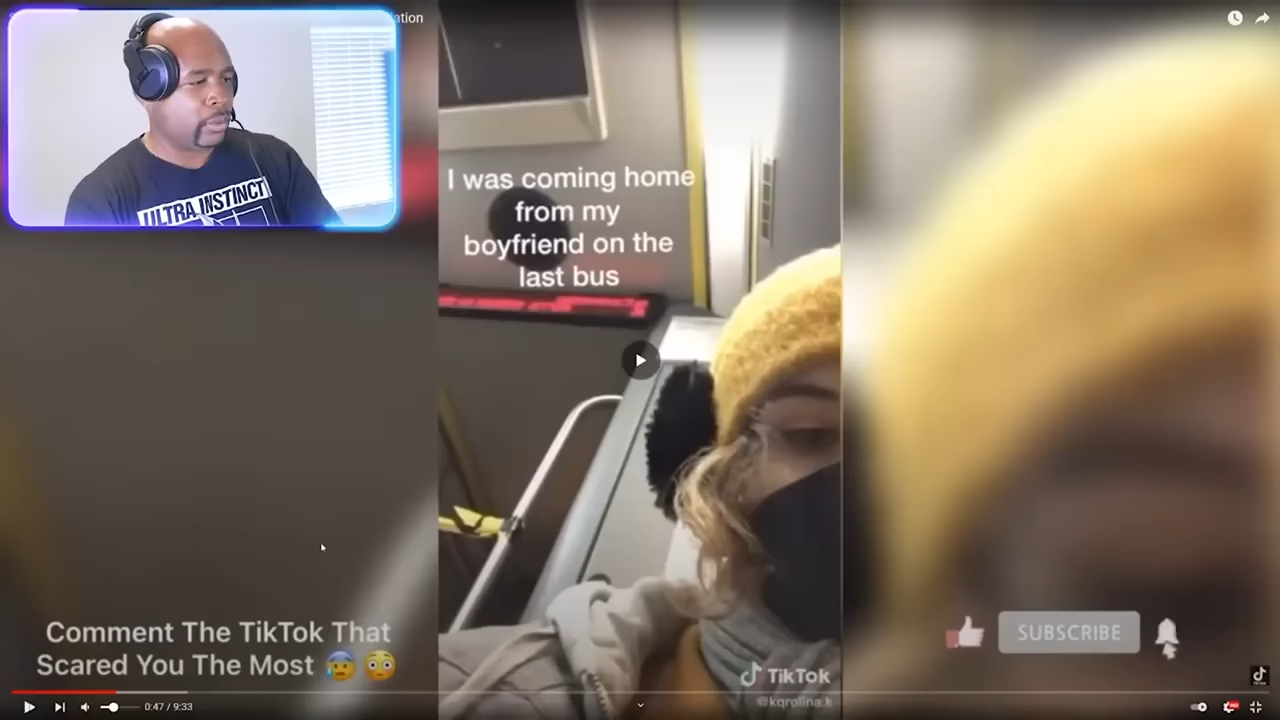 ation
ULTRA INSTINCT
I was coming home
from my
boyfriend on the
last bus
Comment The TikTok That
Scared You The Most 😰😳
SUBSCRIBE
TikTok
@kqrolina.k
0:47 / 9:33